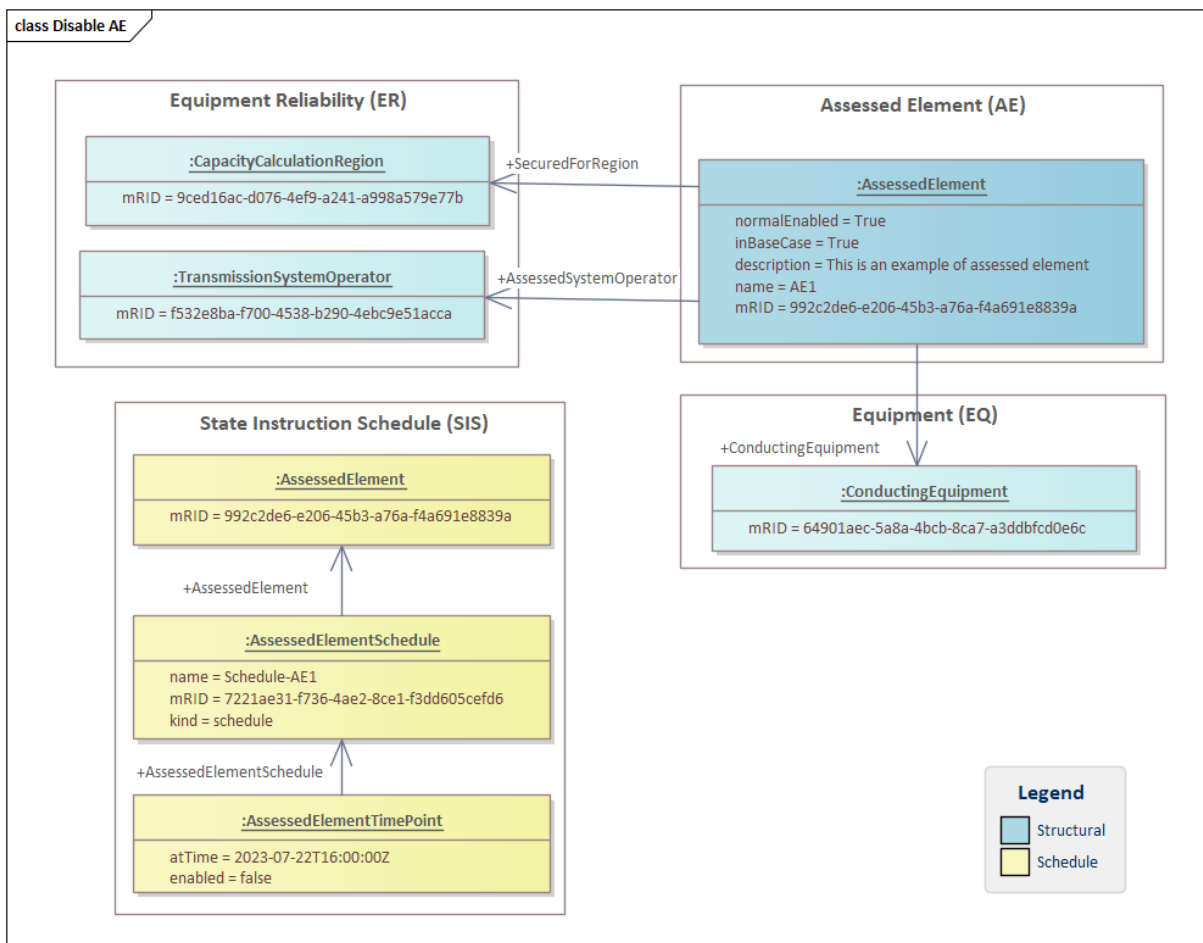 class Disable AE
Equipment Reliability (ER)
:CapacityCalculationRegion
mRID = 9ced16ac-d076-4ef9-a241-a998a579e77b
:TransmissionSystemOperator
mRID = f532e8ba-f700-4538-b290-4ebc9e51acca
+SecuredForRegion
+AssessedSystemOperator
Assessed Element (AE)
:AssessedElement
normalEnabled = True
inBaseCase = True
description = This is an example of assessed element
name = AE1
mRID = 992c2de6-e206-45b3-a76a-f4a691e8839a
State Instruction Schedule (SIS)
:AssessedElement
mRID = 992c2de6-e206-45b3-a76a-f4a691e8839a
+AssessedElement
:AssessedElementSchedule
name = Schedule-AE1
mRID = 7221ae31-f736-4ae2-8ce1-f3dd605cefd6
kind = schedule
+AssessedElementSchedule
:AssessedElementTimePoint
atTime = 2023-07-22T16:00:00Z
enabled = false
Equipment (EQ)
+ConductingEquipment
:ConductingEquipment
mRID = 64901aec-5a8a-4bcb-8ca7-a3ddbfcd0e6c
Legend
Structural
Schedule